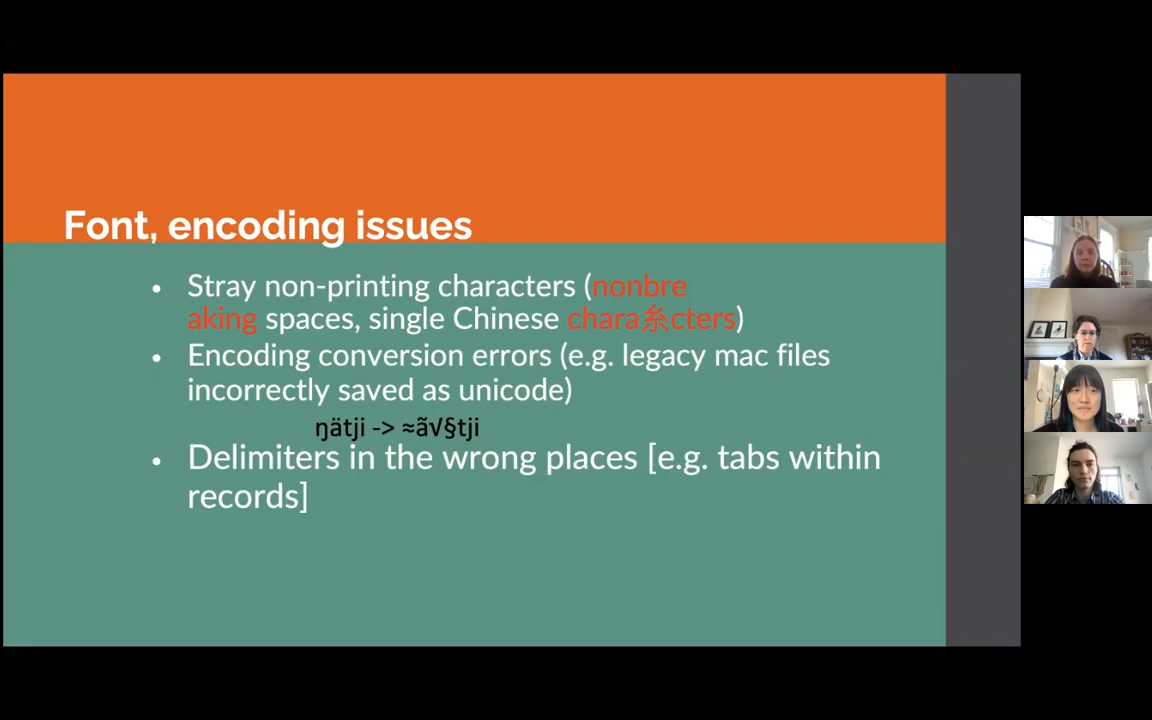 Font, encoding issues
• Stray non-printing characters (nonbre
aking spaces, single Chinese chara糸cters)
• Encoding conversion errors (e.g. legacy mac files
incorrectly saved as unicode)
ŋätji -> ≈ã√§tji
• Delimiters in the wrong places [e.g. tabs within
records]